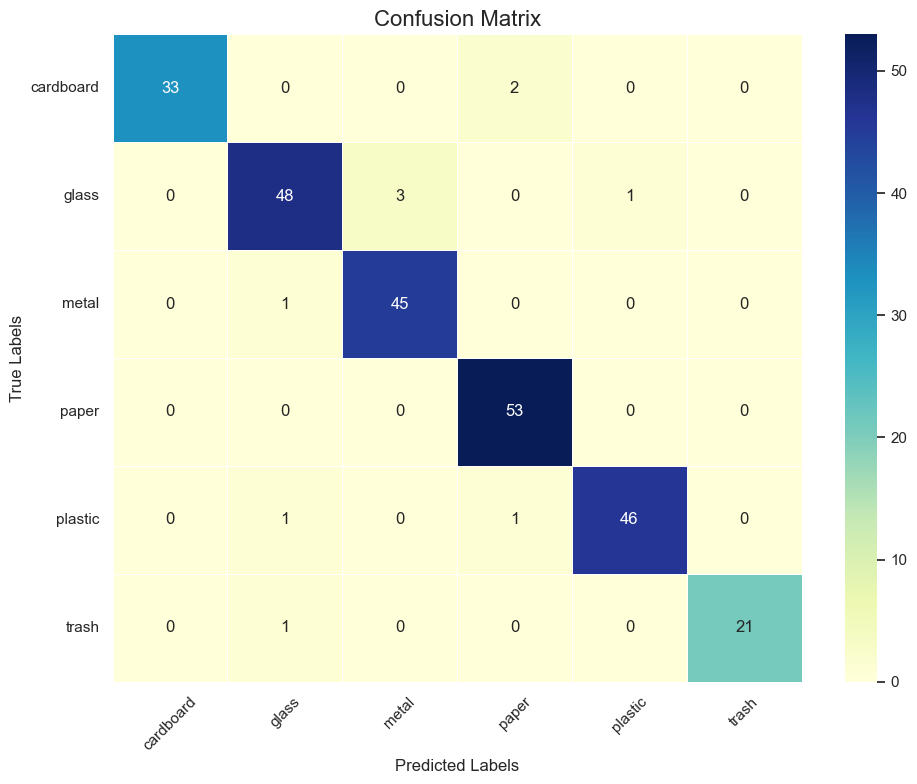 Confusion Matrix
cardboard 33 0 0 2 0 0
glass 0 48 3 0 1 0
metal 0 1 45 0 0 0
paper 0 0 0 53 0 0
plastic 0 1 0 1 46 0
trash 0 1 0 0 0 21
True Labels
cardboard glass metal paper plastic trash
Predicted Labels
50
40
30
20
10
0